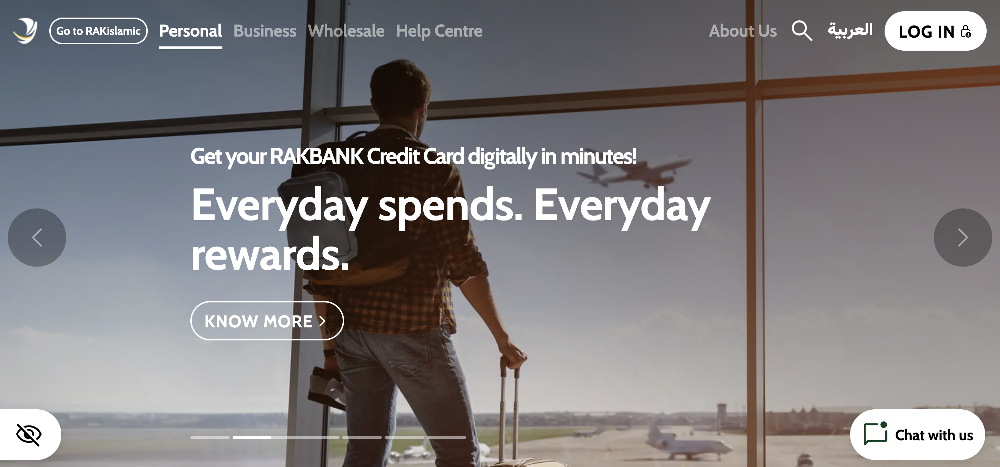 Go to RAKislamic
Personal
Business
Wholesale
Help Centre
About Us
العربية
LOG IN
Get your RAKBANK Credit Card digitally in minutes!
Everyday spends. Everyday
rewards.
KNOW MORE
Chat with us